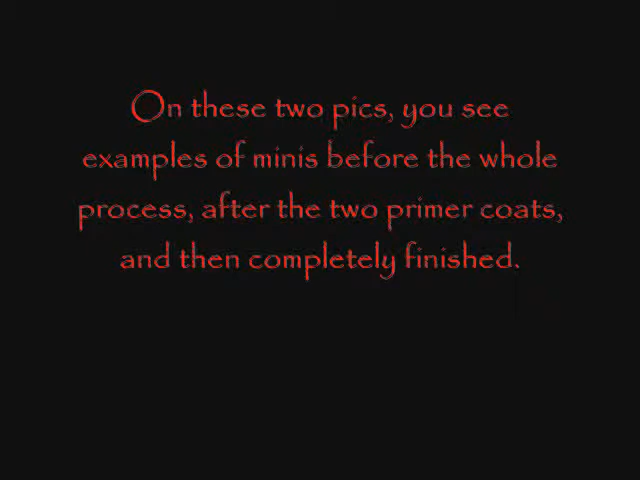 On these two pics, you see
examples of minis before the whole
process, after the two primer coats,
and then completely finished.